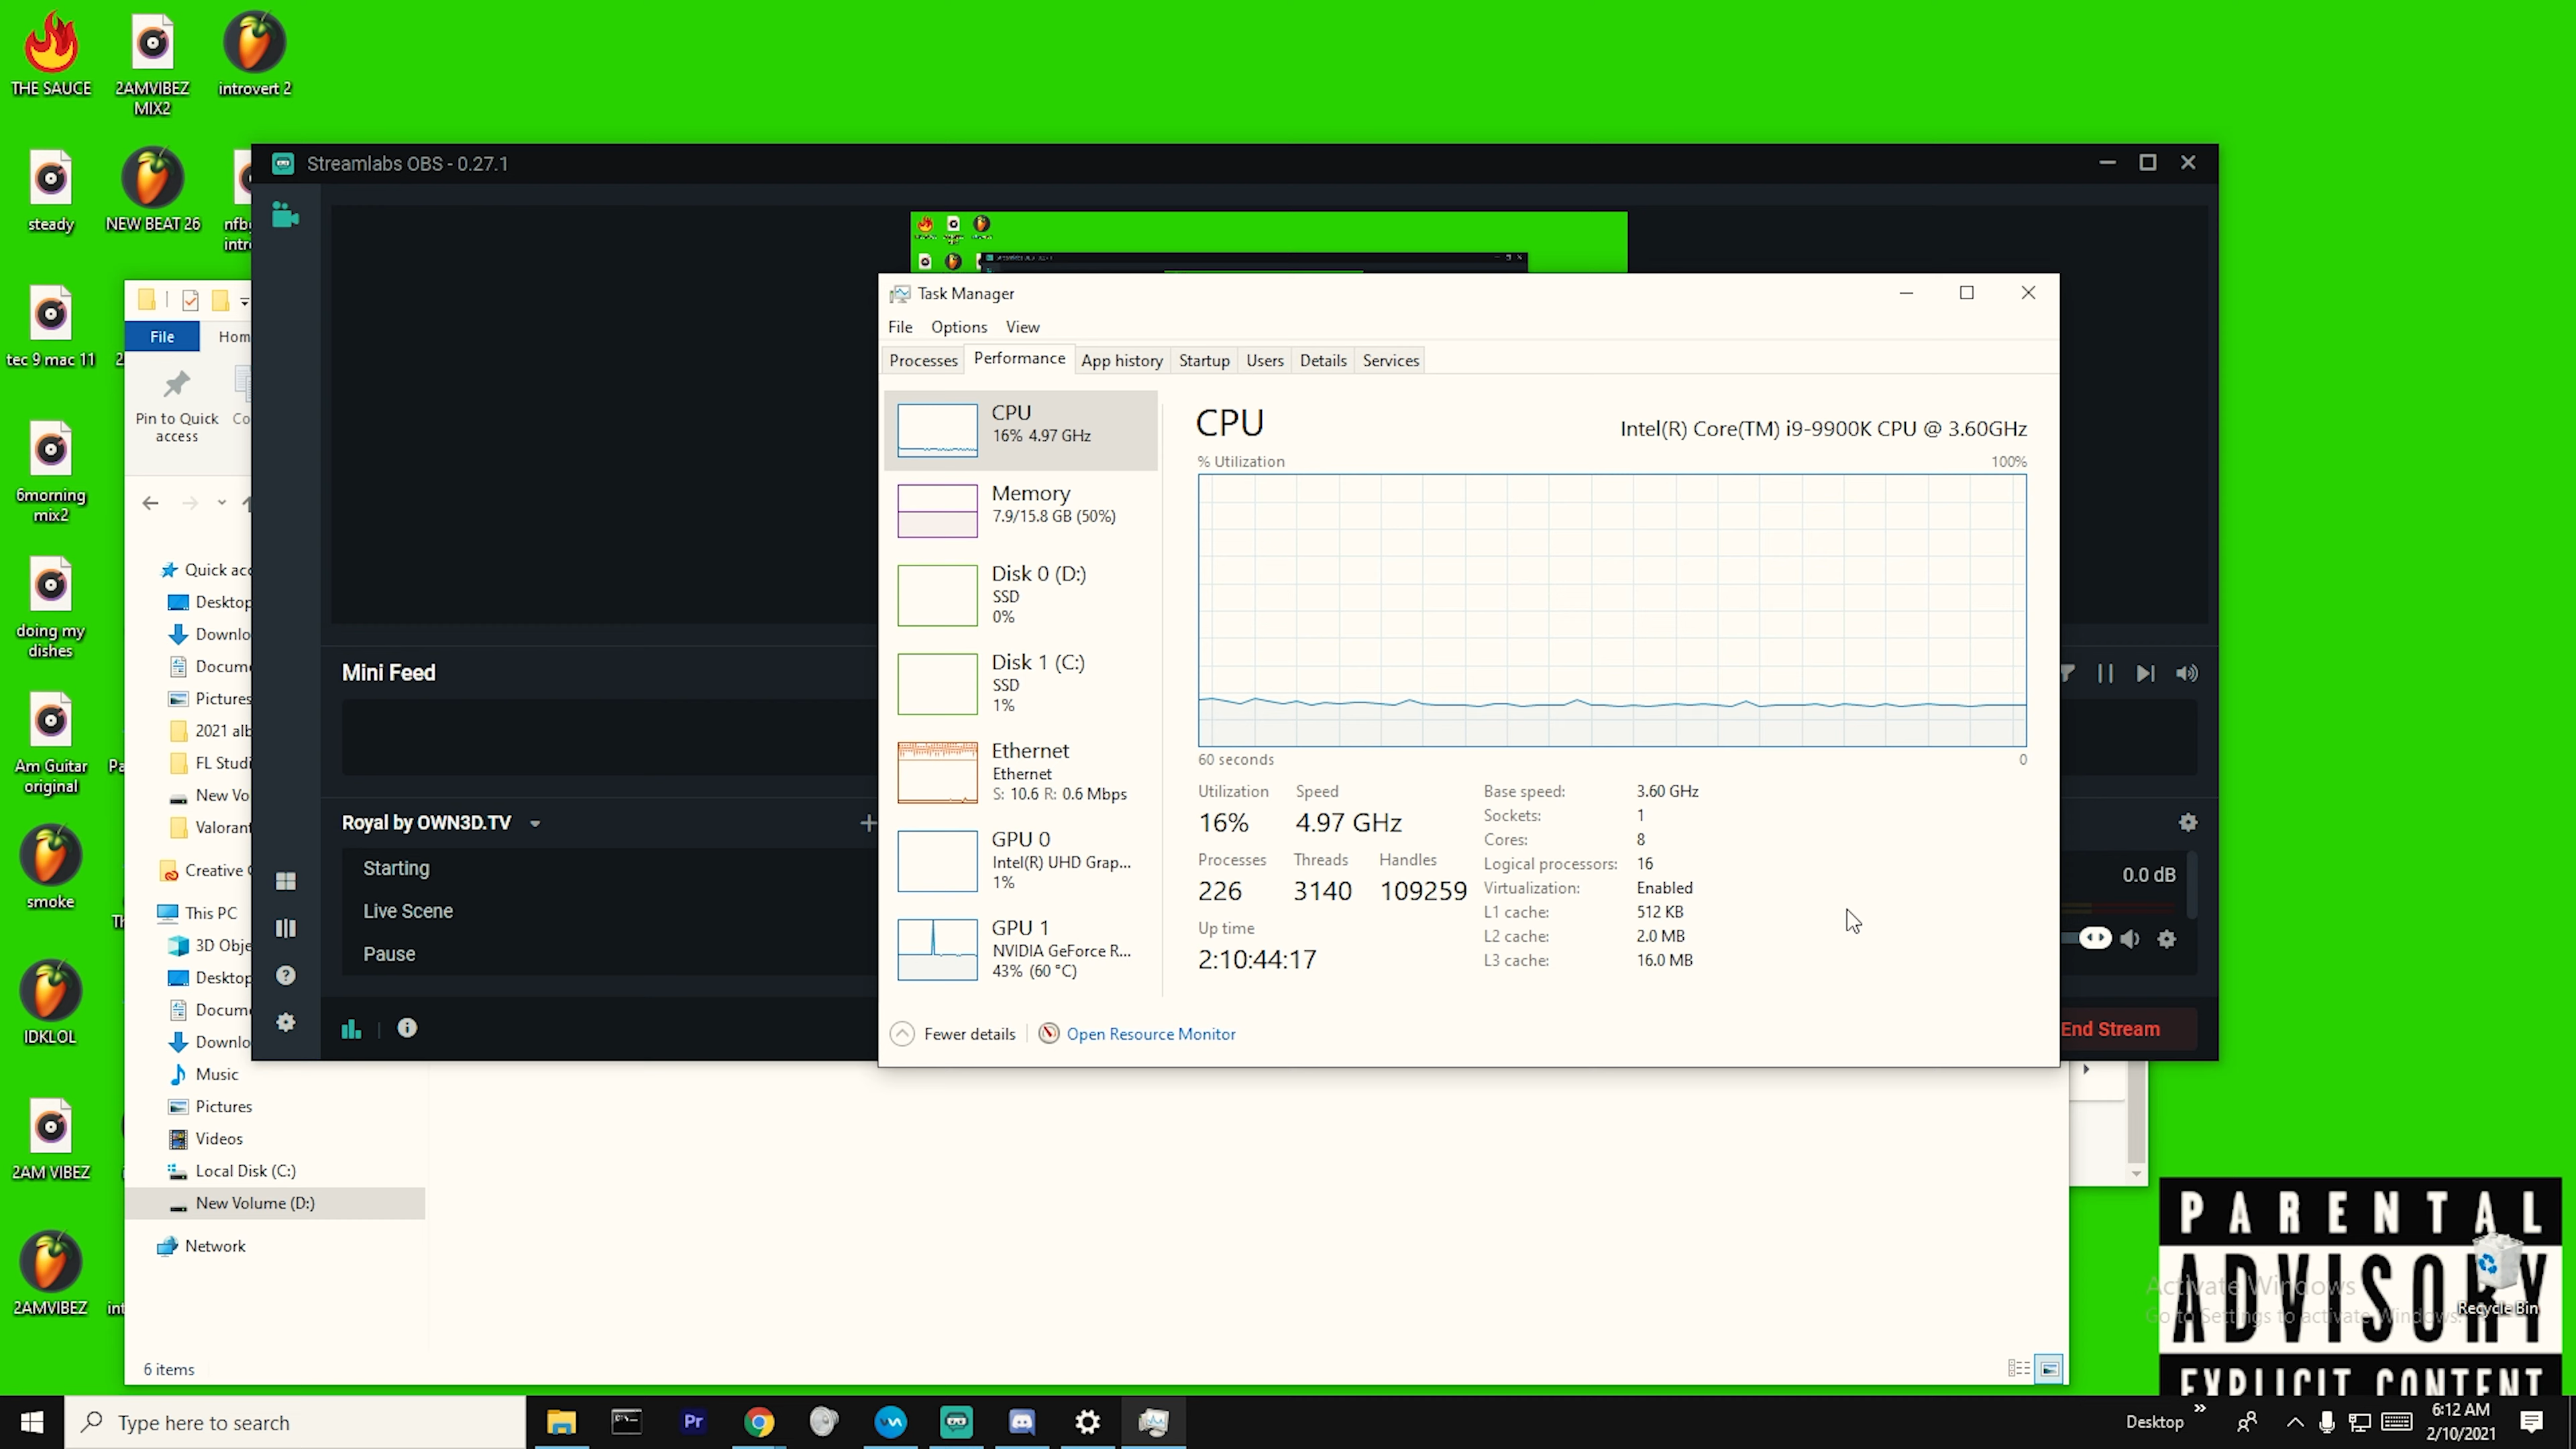 THE SAUCE
2AMVIBEZ
MIX2
introvert 2
steady
NEW BEAT 26
tec 9 mac 11
6morning
mix2
doing my
dishes
Am Guitar
original
smoke
IDKLOL
2AM VIBEZ
2AMVIBEZ
File
Pin to Quick
access
Quick
Desktop
Pictures
2021
FL
New
Creative
This PC
3D
Desktop
Music
Pictures
Videos
Local Disk (C:)
New Volume (D:)
Network
6 items
Streamlabs OBS - 0.27.1
Mini Feed
Royal by OWN3D.TV
Starting
Live Scene
Pause
0.0 dB
End Stream
Task Manager
File Options View
Processes Performance App history Startup Users Details Services
CPU
16% 4.97 GHz
Memory
7.9/15.8 GB (50%)
Disk 0 (D:)
SSD
0%
Disk 1 (C:)
SSD
1%
Ethernet
Ethernet
S: 10.6 R: 0.6 Mbps
GPU 0
Intel(R) UHD Grap...
1%
GPU 1
NVIDIA GeForce R...
43% (60 °C)
CPU
Intel(R) Core(TM) i9-9900K CPU @ 3.60GHz
% Utilization 100%
60 seconds 0
Utilization Speed
16% 4.97 GHz
Processes Threads Handles
226 3140 109259
Up time
2:10:44:17
Base speed: 3.60 GHz
Sockets: 1
Cores: 8
Logical processors: 16
Virtualization: Enabled
L1 cache: 512 KB
L2 cache: 2.0 MB
L3 cache: 16.0 MB
Fewer details
Open Resource Monitor
PARENTAL
ADVISORY
EXPLICIT CONTENT
Activate Windows
Go to Settings to activate Windows.
Recycle Bin
Type here to search
Pr
Desktop
6:12 AM
2/10/2021